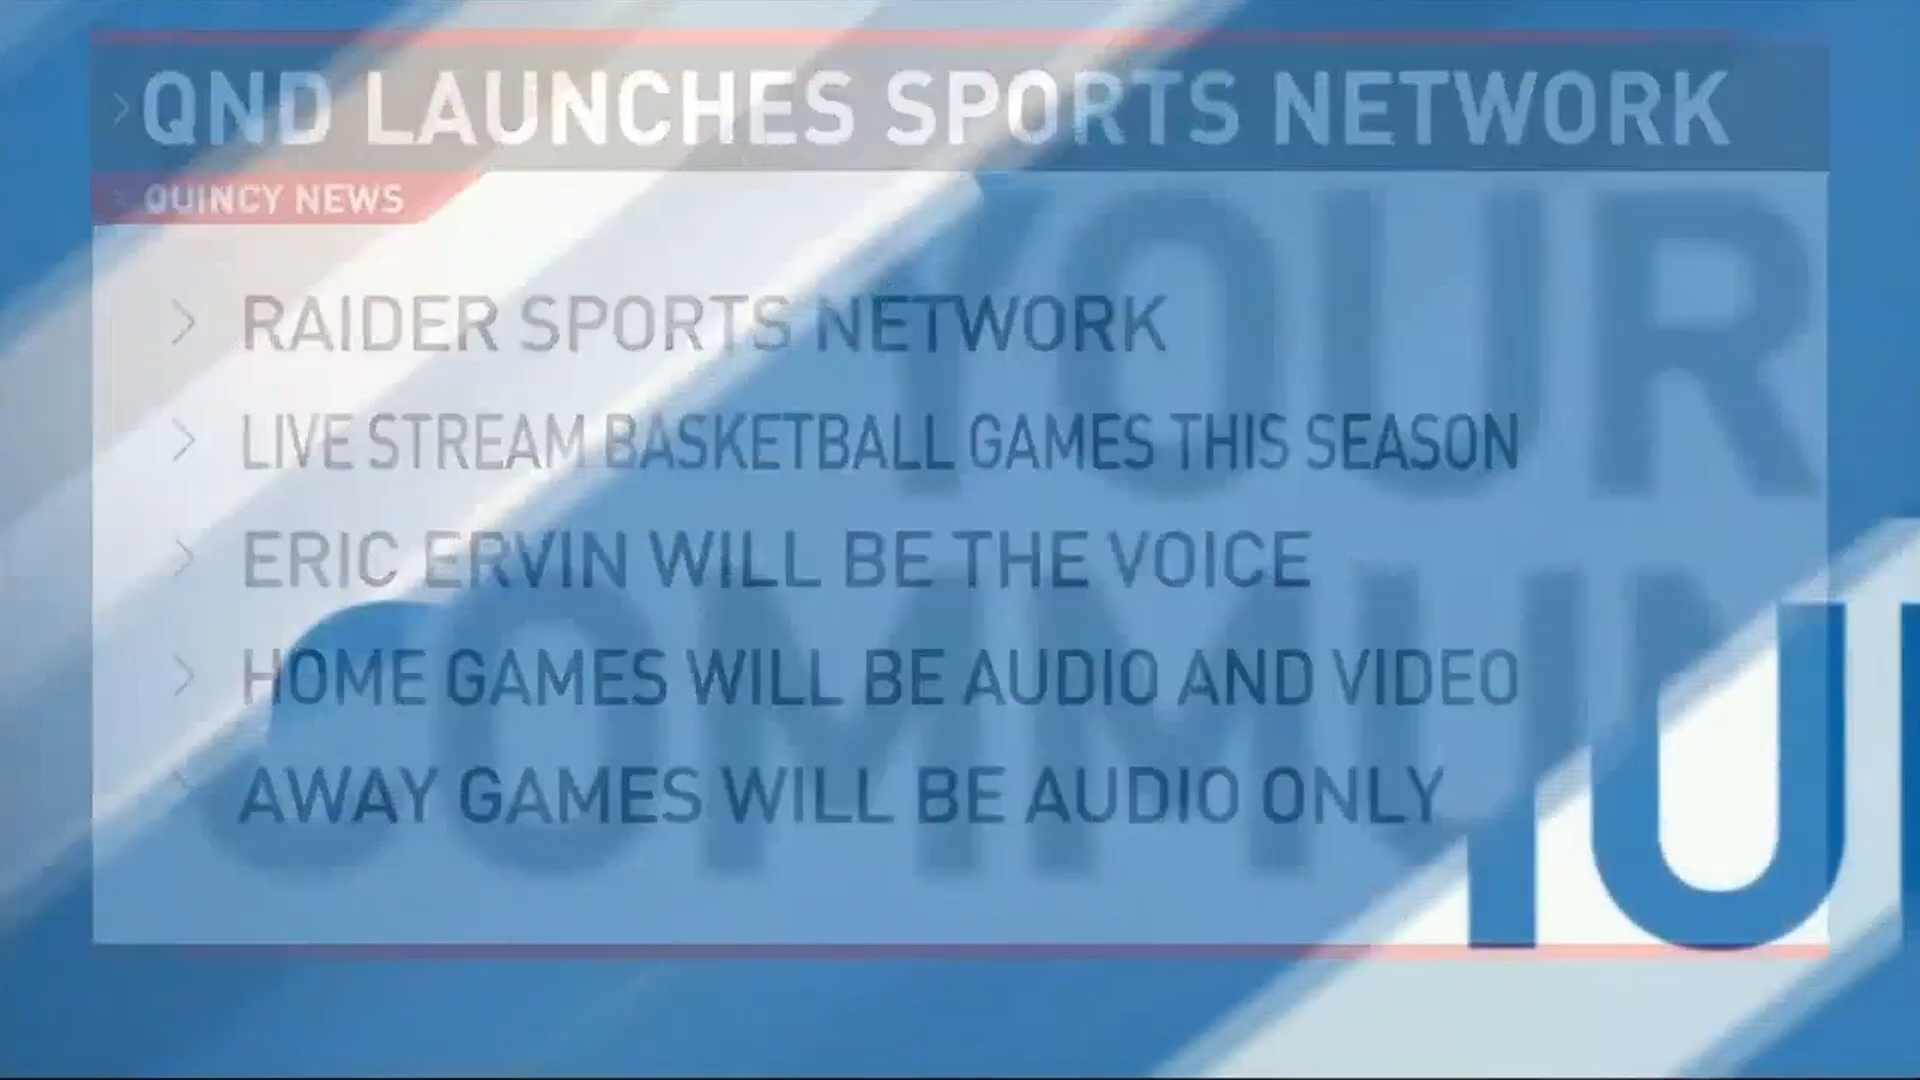 QND LAUNCHES SPORTS NETWORK
QUINCY NEWS
RAIDER SPORTS NETWORK
LIVE STREAM BASKETBALL GAMES THIS SEASON
ERIC ERVIN WILL BE THE VOICE
HOME GAMES WILL BE AUDIO AND VIDEO
AWAY GAMES WILL BE AUDIO ONLY
YOUR